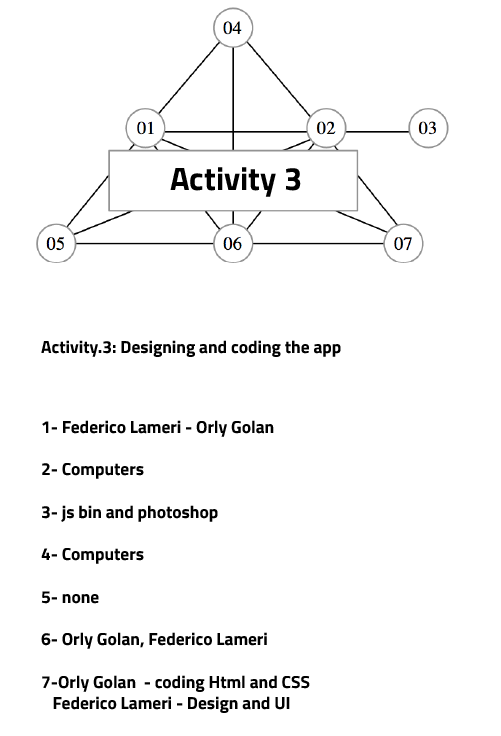 04
01
02
03
Activity 3
05
06
07
Activity.3: Designing and coding the app
1- Federico Lameri - Orly Golan
2- Computers
3- js bin and photoshop
4- Computers
5- none
6- Orly Golan, Federico Lameri
7-Orly Golan  - coding Html and CSS
Federico Lameri - Design and UI